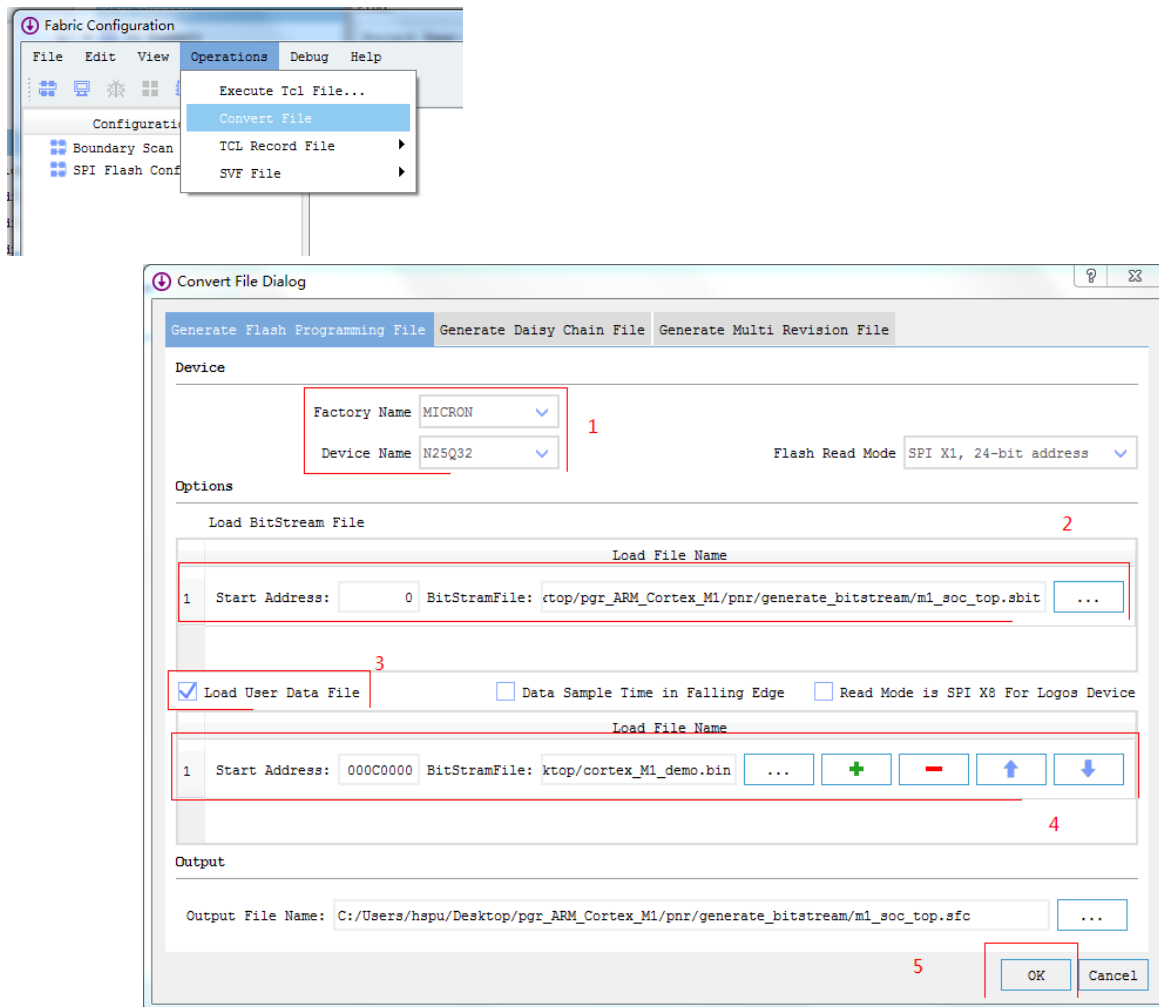 Fabric Configuration
File Edit View Operations Debug Help
Execute Tcl File...
Convert File
TCL Record File
SVF File
Configuratio
Boundary Scan
SPI Flash Conf
Convert File Dialog
Generate Flash Programming File Generate Daisy Chain File Generate Multi Revision File
Device
Factory Name MICRON
1
Device Name N25Q32 Flash Read Mode SPI X1, 24-bit address
Options
Load BitStream File
2
Load File Name
1 Start Address: 0 BitStramFile: ctop/pgr_ARM_Cortex_M1/pnr/generate_bitstream/m1_soc_top.sbit ...
3
Load User Data File Data Sample Time in Falling Edge Read Mode is SPI X8 For Logos Device
Load File Name
1 Start Address: 000C0000 BitStramFile: ktop/cortex_M1_demo.bin ...
4
Output
Output File Name: C:/Users/hspu/Desktop/pgr_ARM_Cortex_M1/pnr/generate_bitstream/m1_soc_top.sfc ...
5
OK Cancel